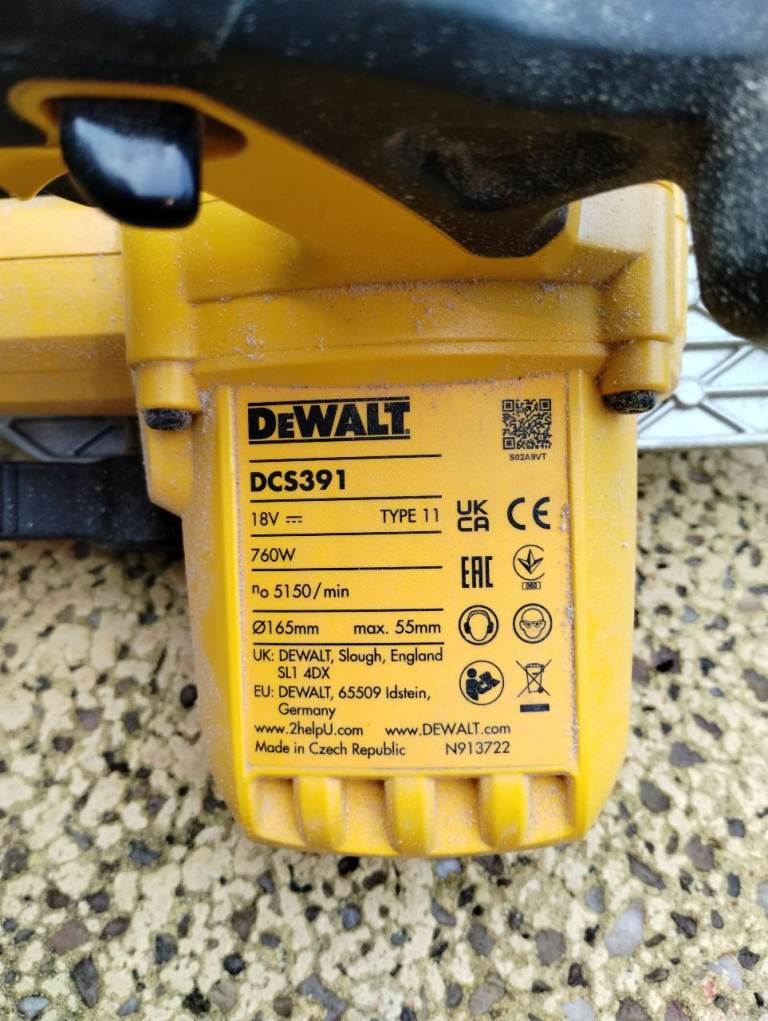 DEWALT
S02A9VT
DCS391
18V TYPE 11
760W
n0 5150/min
Ø165mm max. 55mm
UK CA CE
EAC
UK: DEWALT, Slough, England
SL1 4DX
EU: DEWALT, 65509 Idstein,
Germany
www.2helpU.com www.DEWALT.com
Made in Czech Republic N913722